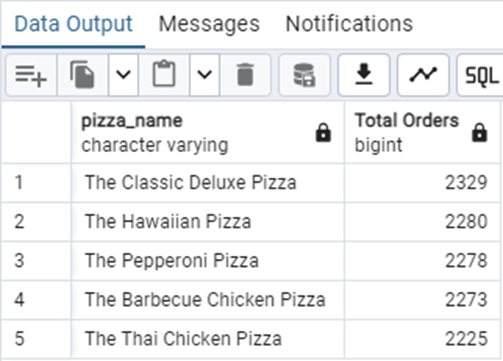 Data Output Messages Notifications
SQL
pizza_name Total Orders
character varying bigint
1 The Classic Deluxe Pizza 2329
2 The Hawaiian Pizza 2280
3 The Pepperoni Pizza 2278
4 The Barbecue Chicken Pizza 2273
5 The Thai Chicken Pizza 2225